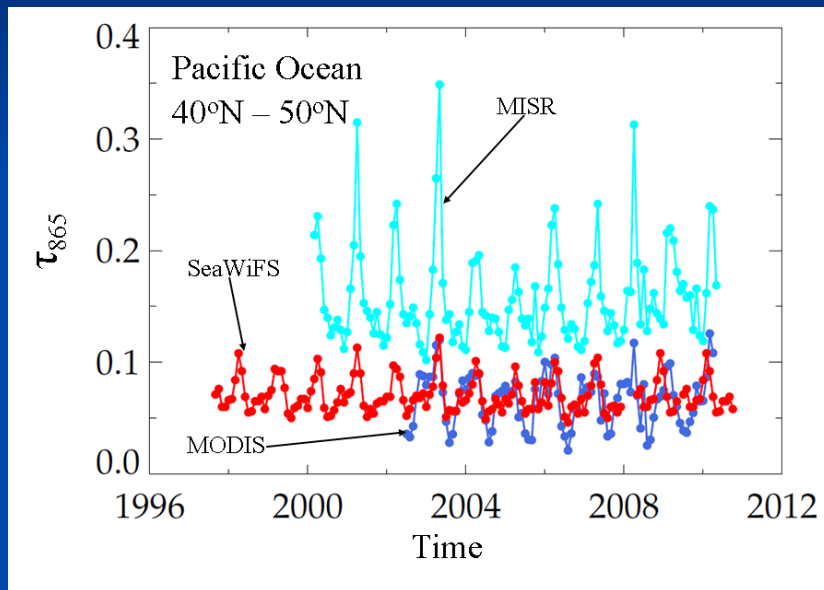 0.4
Pacific Ocean
40°N – 50°N
MISR
0.3
τ865
0.2
SeaWiFS
0.1
MODIS
0.0
1996 2000 2004 2008 2012
Time